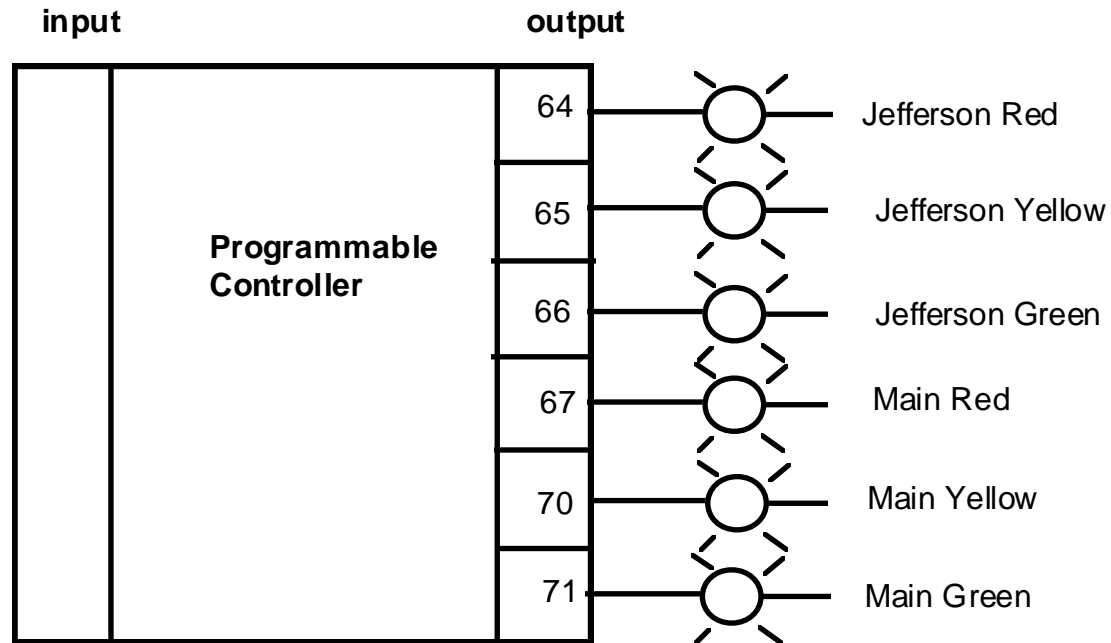 input output
64 Jefferson Red
65 Jefferson Yellow
Programmable
Controller
66 Jefferson Green
67 Main Red
70 Main Yellow
71 Main Green